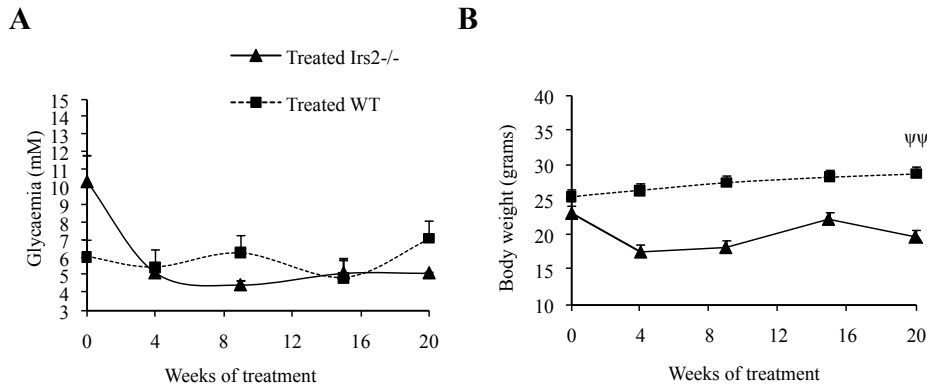 A
B
Treated Irs2-/-
Treated WT
15
14
13
12
11
10
9
8
7
6
5
4
3
Glycaemia (mM)
0 4 8 12 16 20
Weeks of treatment
40
35
30
25
20
15
10
Body weight (grams)
ψψ
0 4 8 12 16 20
Weeks of treatment